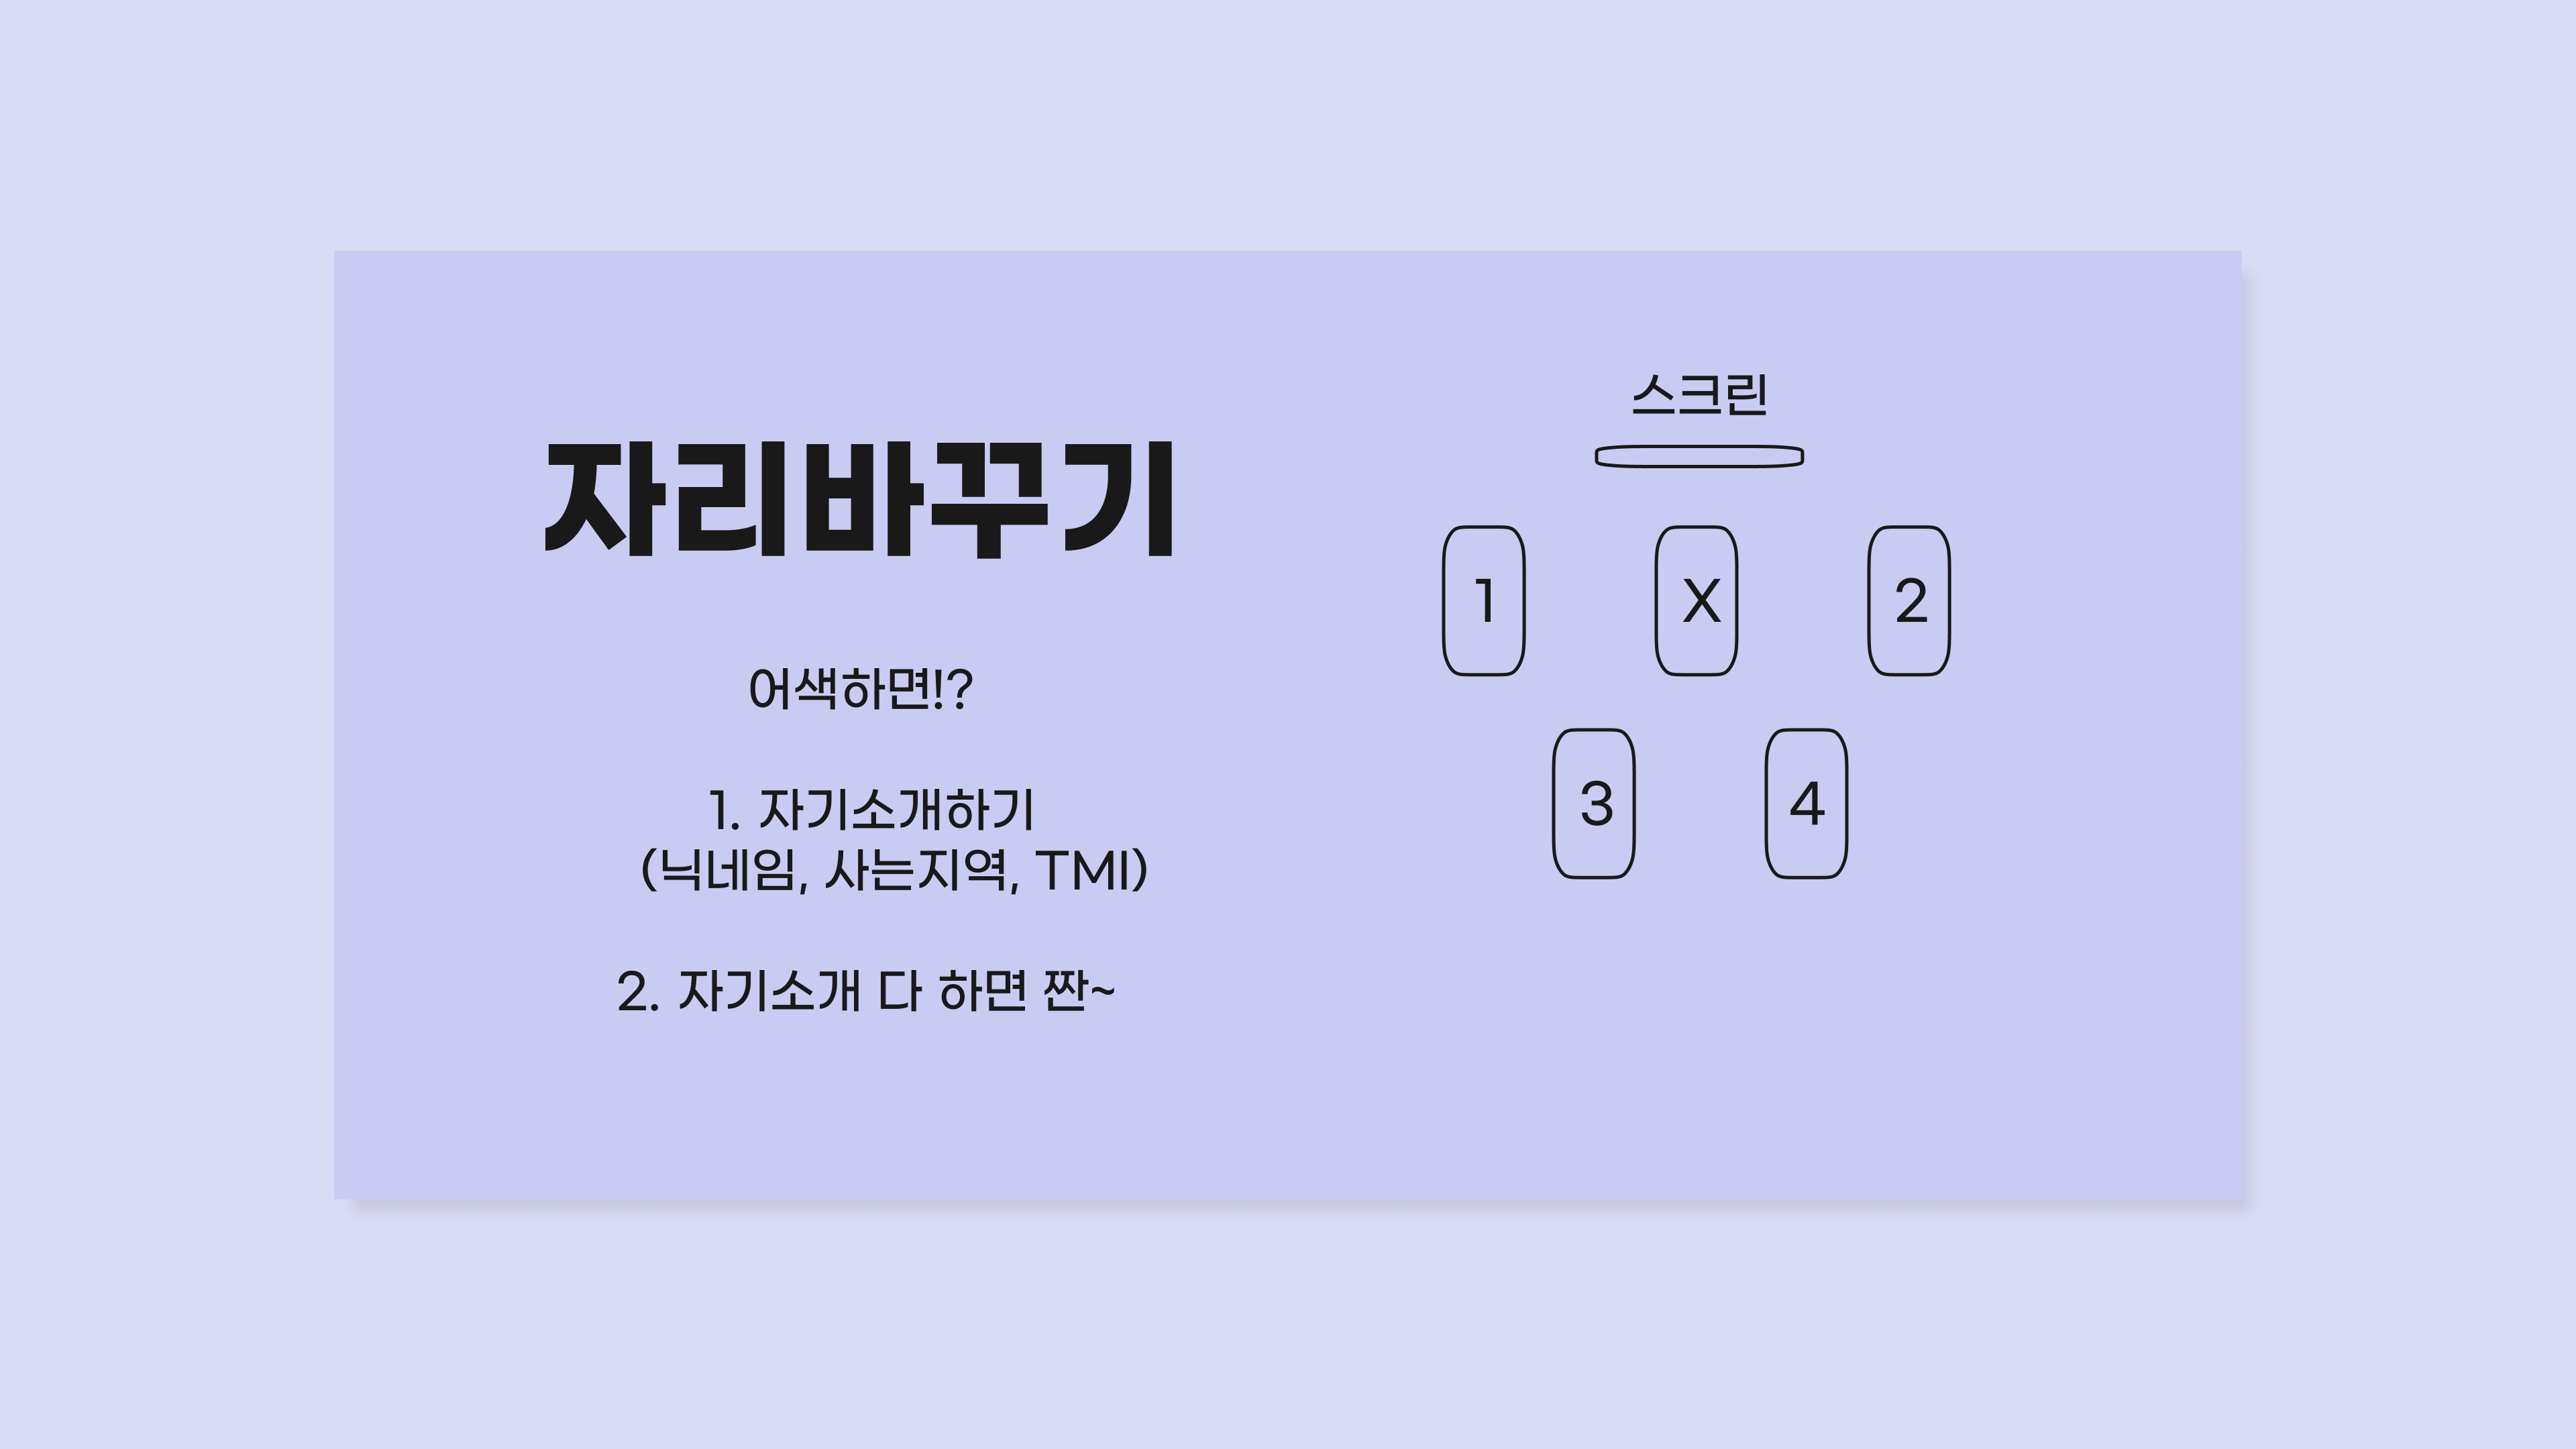 자리바꾸기
어색하면!?
1. 자기소개하기
(닉네임, 사는지역, TMI)
2. 자기소개 다 하면 짠~
스크린
1 X 2
3 4